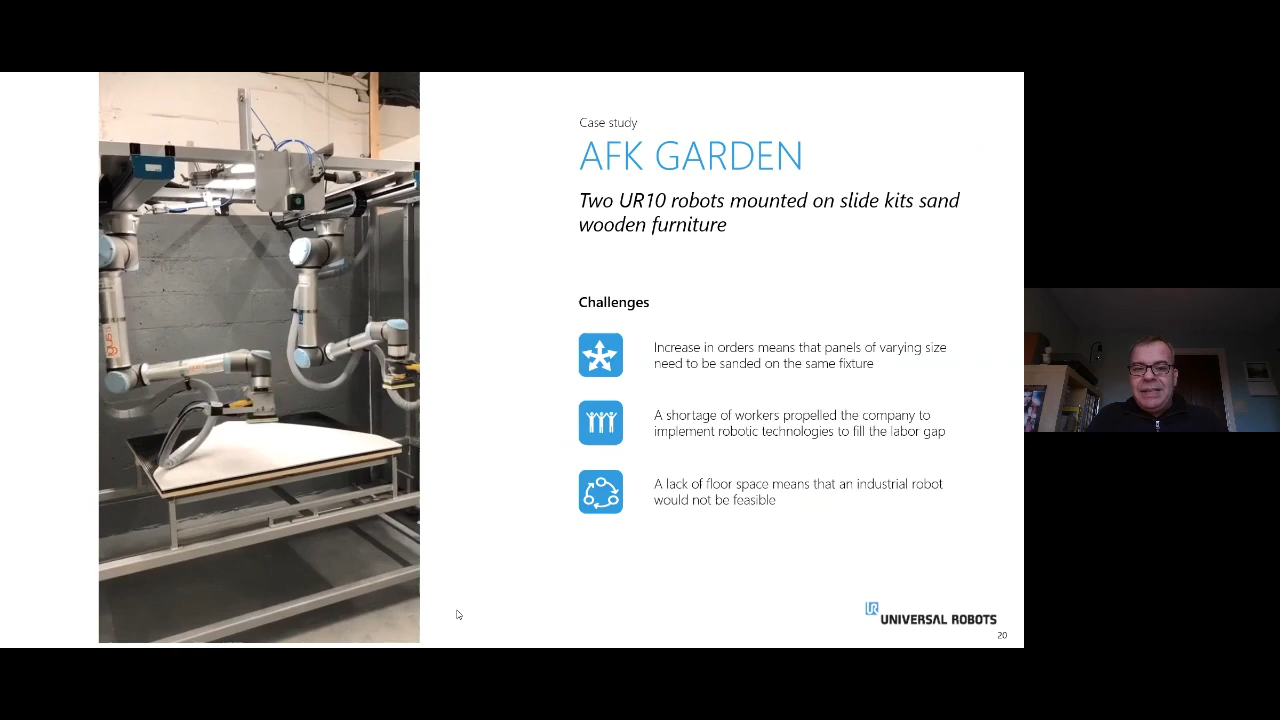 Case study
AFK GARDEN
Two UR10 robots mounted on slide kits sand
wooden furniture
Challenges
Increase in orders means that panels of varying size
need to be sanded on the same fixture
A shortage of workers propelled the company to
implement robotic technologies to fill the labor gap
A lack of floor space means that an industrial robot
would not be feasible
UR
UNIVERSAL ROBOTS
20